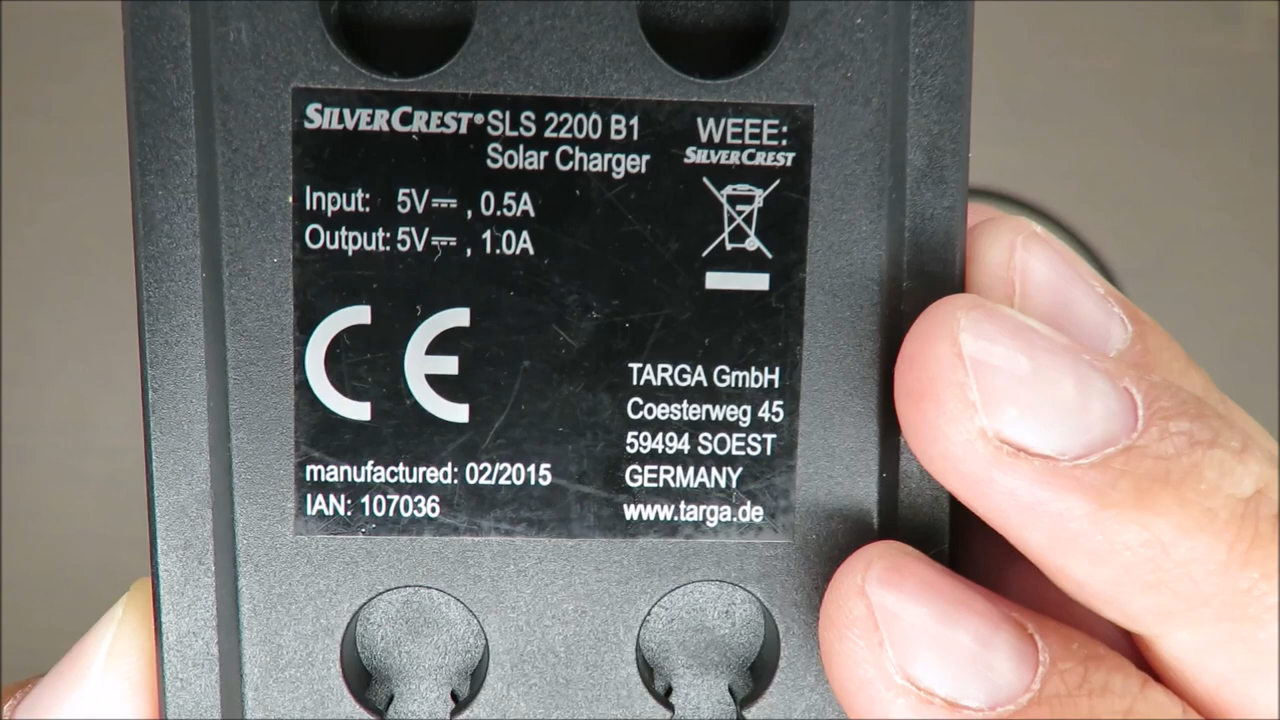 SILVERCREST® SLS 2200 B1
Solar Charger
Input: 5V⎓, 0.5A
Output: 5V⎓, 1.0A
CE
manufactured: 02/2015
IAN: 107036
WEEE:
SILVERCREST
TARGA GmbH
Coesterweg 45
59494 SOEST
GERMANY
www.targa.de